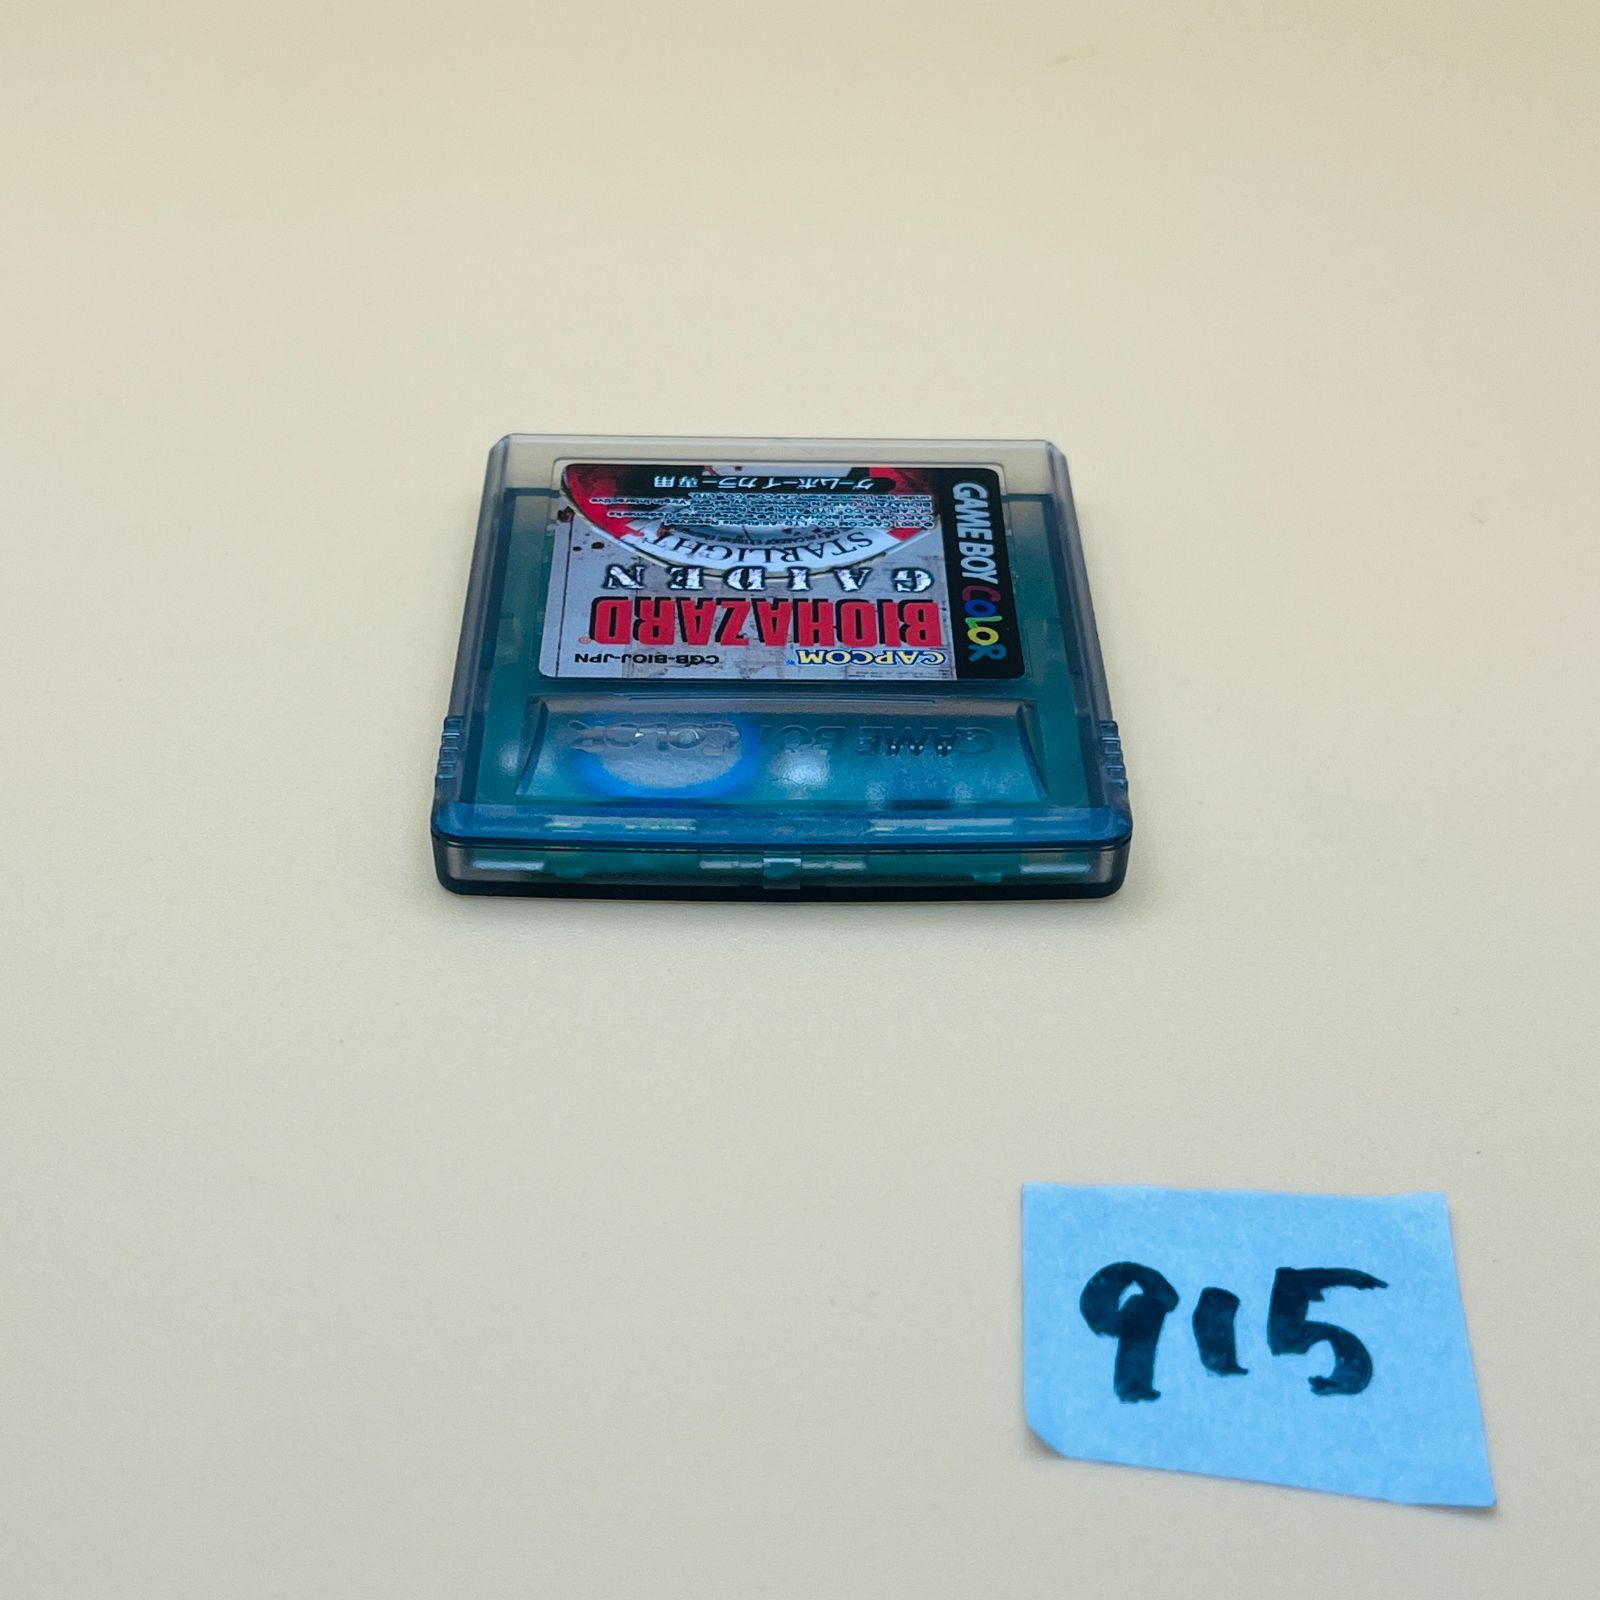 GAME BOY COLOR
CAPCOM
CGB-BIOJ-JPN
BIOHAZARD®
GAIDEN
STARLIGHT
ゲームボーイカラー専用
GAME BOY COLOR
915